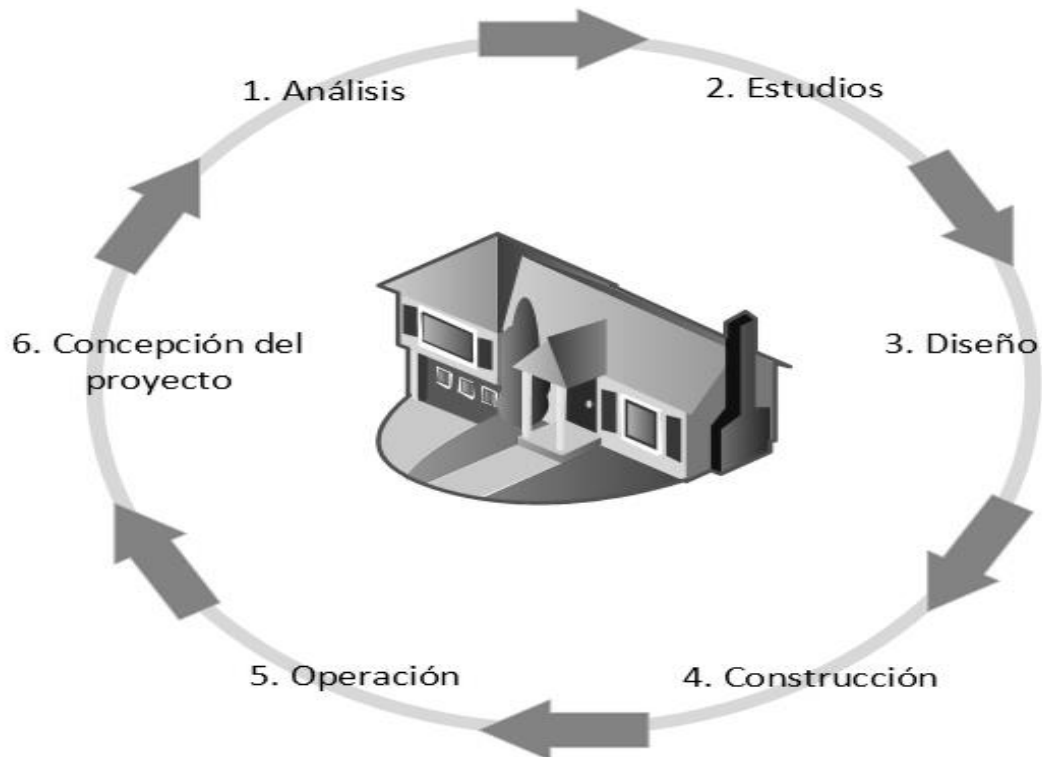 1. Análisis
2. Estudios
3. Diseño
4. Construcción
5. Operación
6. Concepción del
proyecto